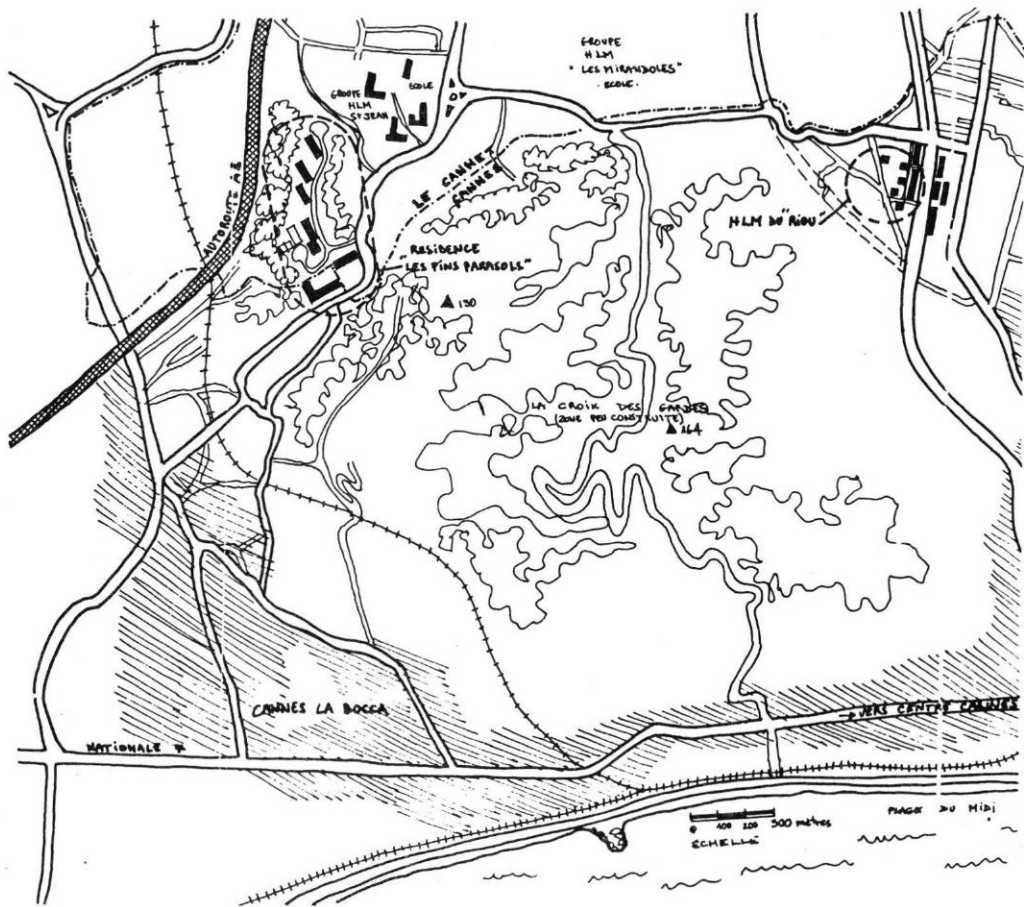 GROUPE
HLM
"LES MIRANDOLES"
- ECOLE -
GROUPE
HLM
ST JEAN
ECOLE
AUTOROUTE A8
LE CANNET
CANNES
HLM DU "RIOU"
"RESIDENCE
LES PINS PARASOLS"
▲ 130
LA CROIX DES GARDES
(ZONE PEU CONSTRUITE)
▲ 164
CANNES LA BOCCA
NATIONALE 7
VERS CENTRE CANNES
PLAGE DU MIDI
0 100 200 300 mètres
ECHELLE